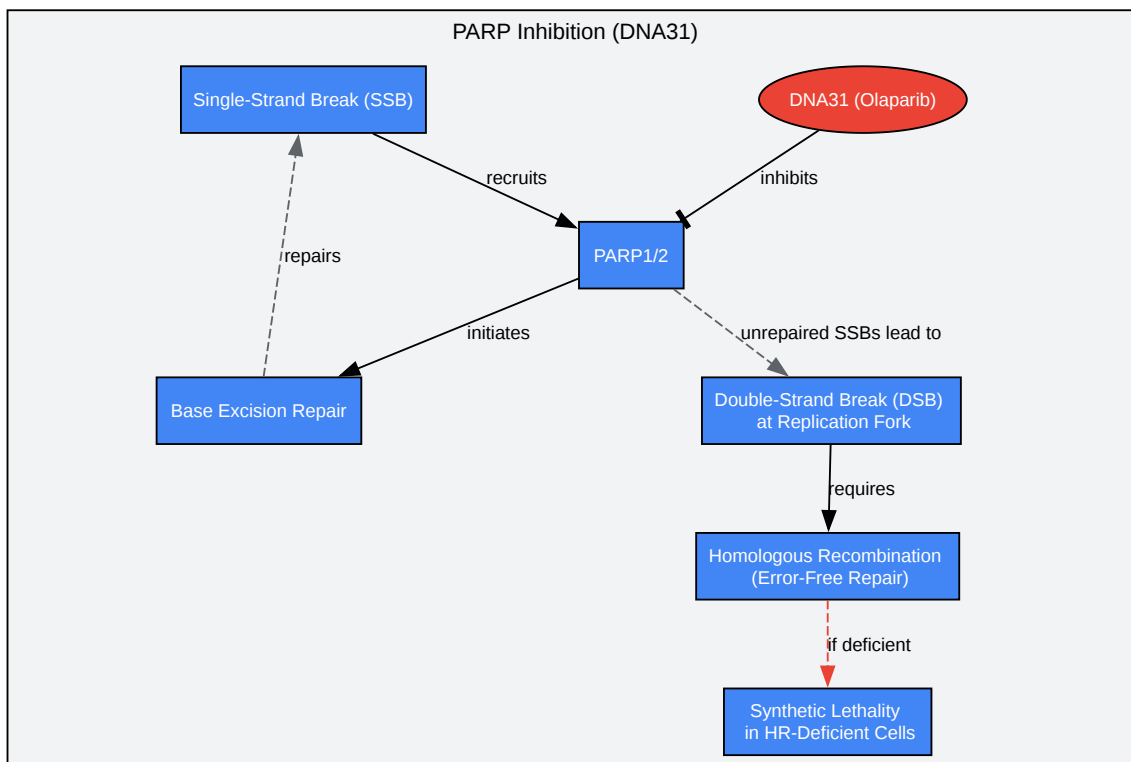 PARP Inhibition (DNA31)
Single-Strand Break (SSB)
DNA31 (Olaparib)
recruits
inhibits
PARP1/2
repairs
initiates
unrepaired SSBs lead to
Base Excision Repair
Double-Strand Break (DSB)
at Replication Fork
requires
Homologous Recombination
(Error-Free Repair)
if deficient
Synthetic Lethality
in HR-Deficient Cells